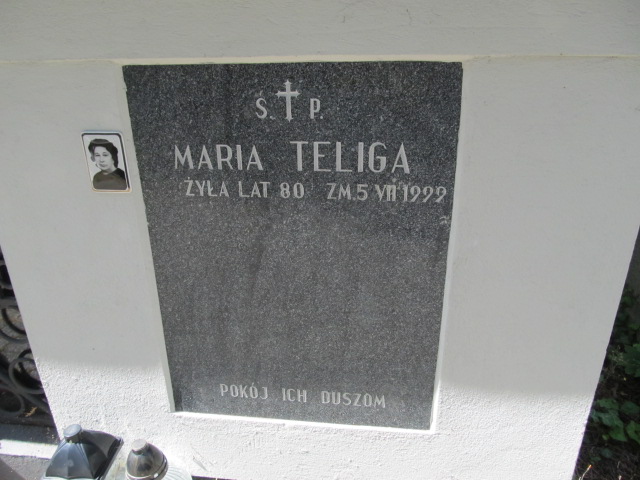 Ś. P.
MARIA TELIGA
ŻYŁA LAT 80 ZM. 5 VII 1999
POKÓJ ICH DUSZOM